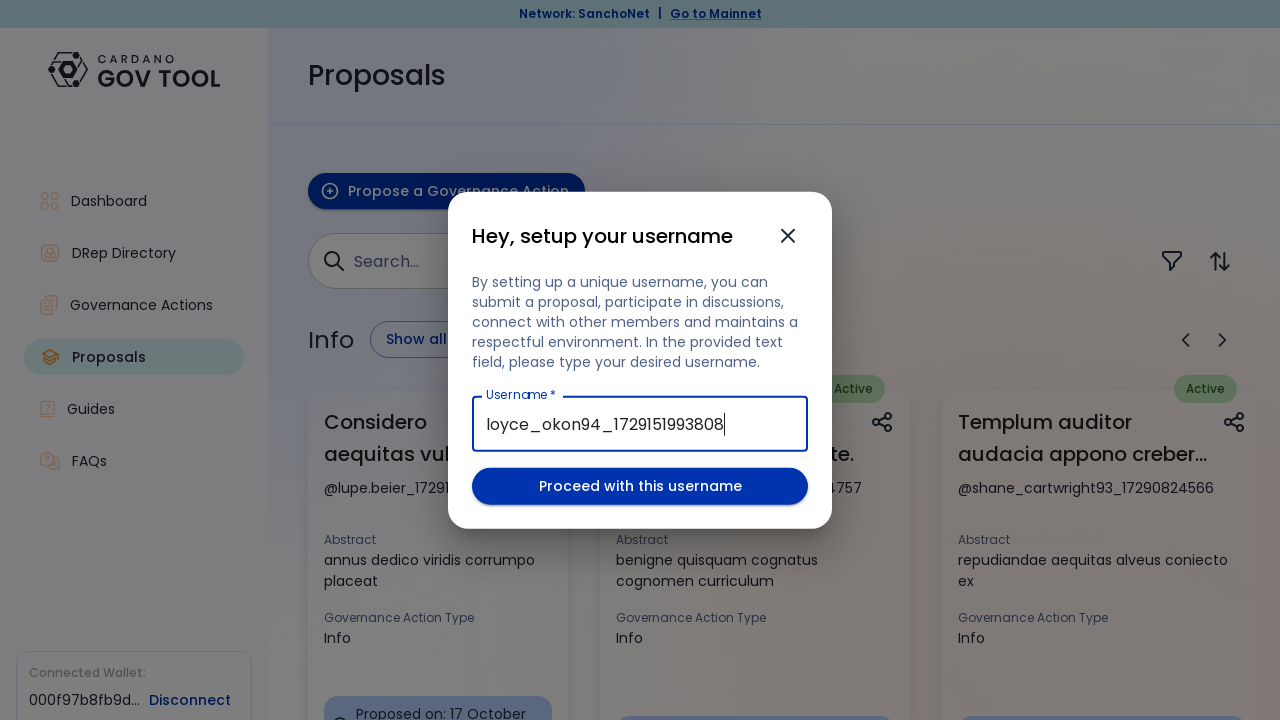 Network: SanchoNet | Go to Mainnet
CARDANO
GOV TOOL
Dashboard
DRep Directory
Governance Actions
Proposals
Guides
FAQs
Connected Wallet:
000f97b8fb9d... Disconnect
Proposals
Propose a Governance Action
Search...
Info
Show all
Hey, setup your username
By setting up a unique username, you can
submit a proposal, participate in discussions,
connect with other members and maintains a
respectful environment. In the provided text
field, please type your desired username.
Username *
loyce_okon94_1729151993808
Proceed with this username
Considero
aequitas
@lupe.beier_17291
Abstract
annus dedico viridis corrumpo
placeat
Governance Action Type
Info
Proposed on: 17 October
Active
te.
4757
Abstract
benigne quisquam cognatus
cognomen curriculum
Governance Action Type
Info
Active
Templum auditor
audacia appono creber...
@shane_cartwright93_17290824566
Abstract
repudiandae aequitas alveus coniecto
ex
Governance Action Type
Info